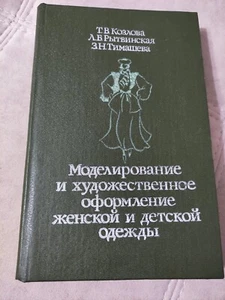 Т.В.Козлова
Л.Б.Рытвинская
З.Н.Тимашева
Моделирование
и художественное
оформление
женской и детской
одежды